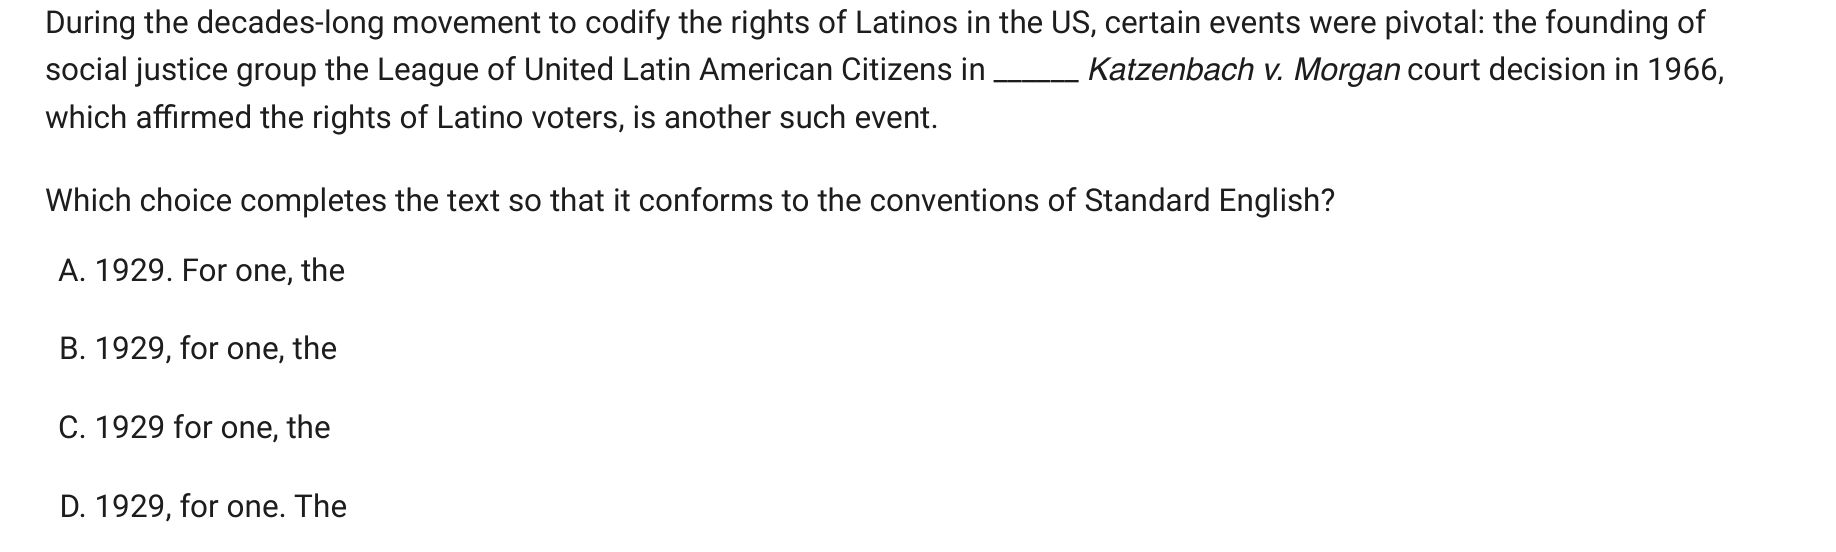 During the decades-long movement to codify the rights of Latinos in the US, certain events were pivotal: the founding of
social justice group the League of United Latin American Citizens in ______ Katzenbach v. Morgan court decision in 1966,
which affirmed the rights of Latino voters, is another such event.
Which choice completes the text so that it conforms to the conventions of Standard English?
A. 1929. For one, the
B. 1929, for one, the
C. 1929 for one, the
D. 1929, for one. The